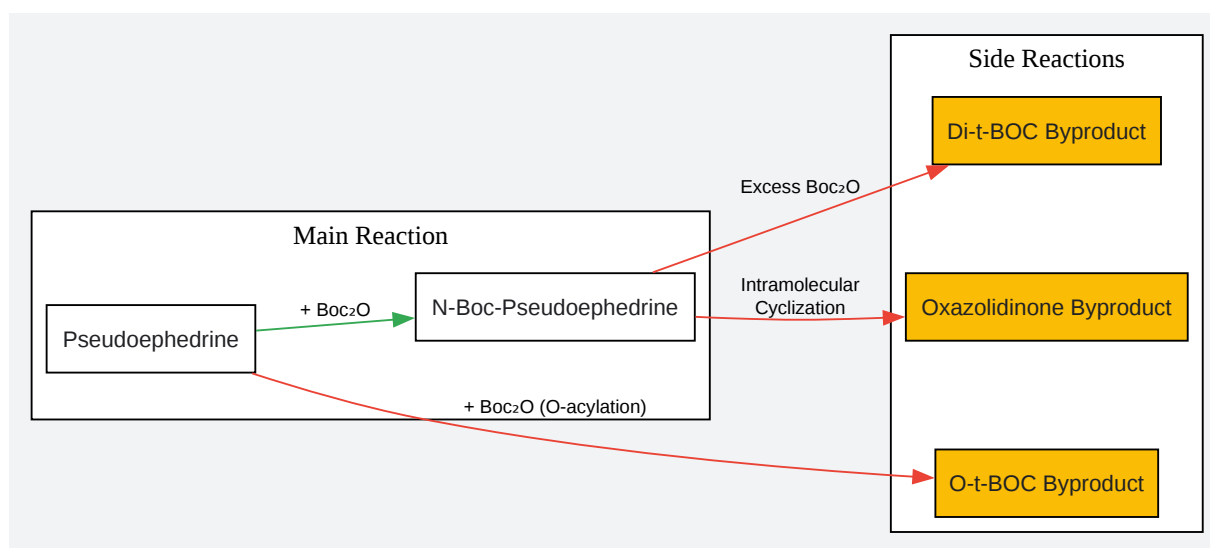 Side Reactions
Di-t-BOC Byproduct
Excess Boc₂O
Main Reaction
Intramolecular
Cyclization
N-Boc-Pseudoephedrine
Oxazolidinone Byproduct
+ Boc₂O
Pseudoephedrine
+ Boc₂O (O-acylation)
O-t-BOC Byproduct